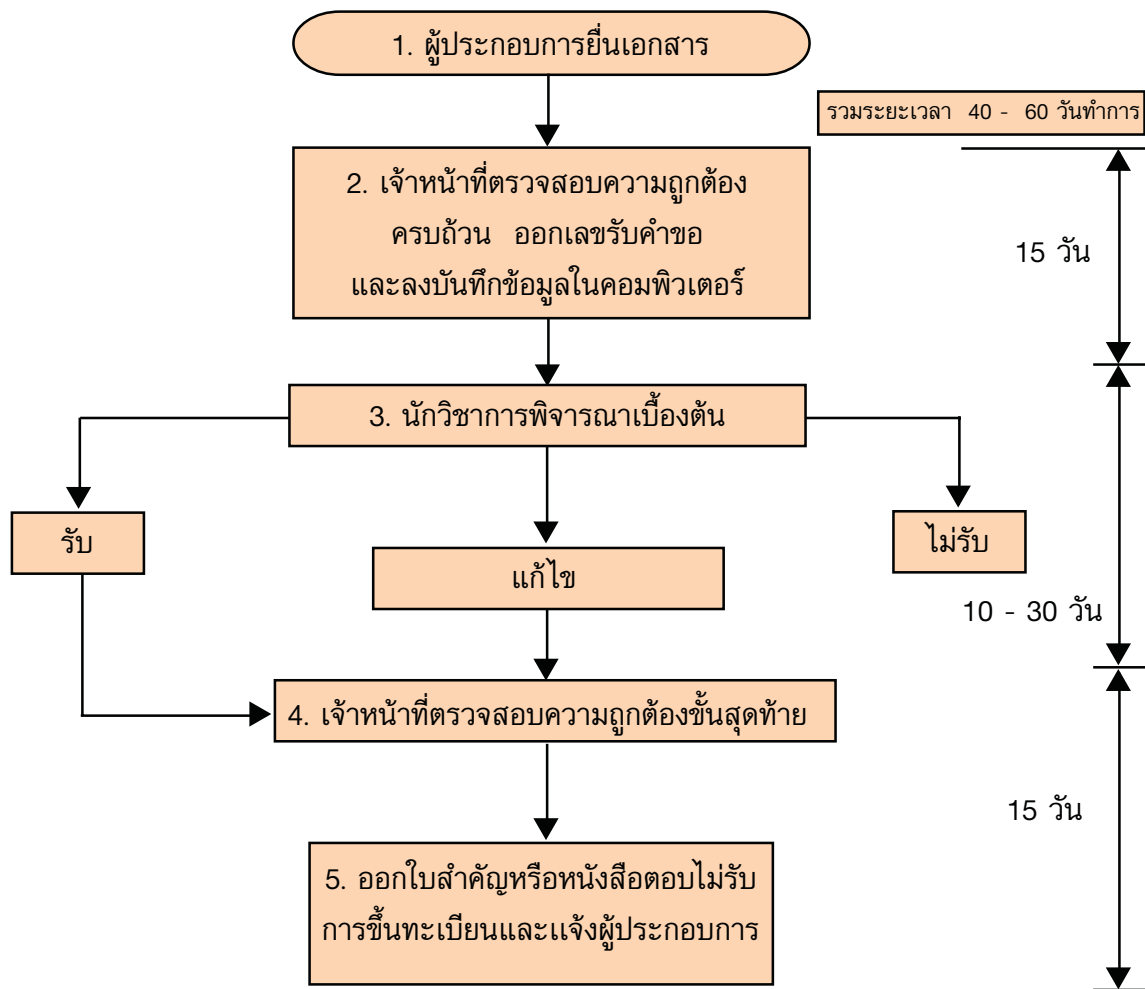 1. ผู้ประกอบการยื่นเอกสาร
รวมระยะเวลา 40 - 60 วันทำการ
2. เจ้าหน้าที่ตรวจสอบความถูกต้อง
ครบถ้วน ออกเลขรับคำขอ
และลงบันทึกข้อมูลในคอมพิวเตอร์
15 วัน
3. นักวิชาการพิจารณาเบื้องต้น
รับ
แก้ไข
ไม่รับ
10 - 30 วัน
4. เจ้าหน้าที่ตรวจสอบความถูกต้องขั้นสุดท้าย
15 วัน
5. ออกใบสำคัญหรือหนังสือตอบไม่รับ
การขึ้นทะเบียนและแจ้งผู้ประกอบการ